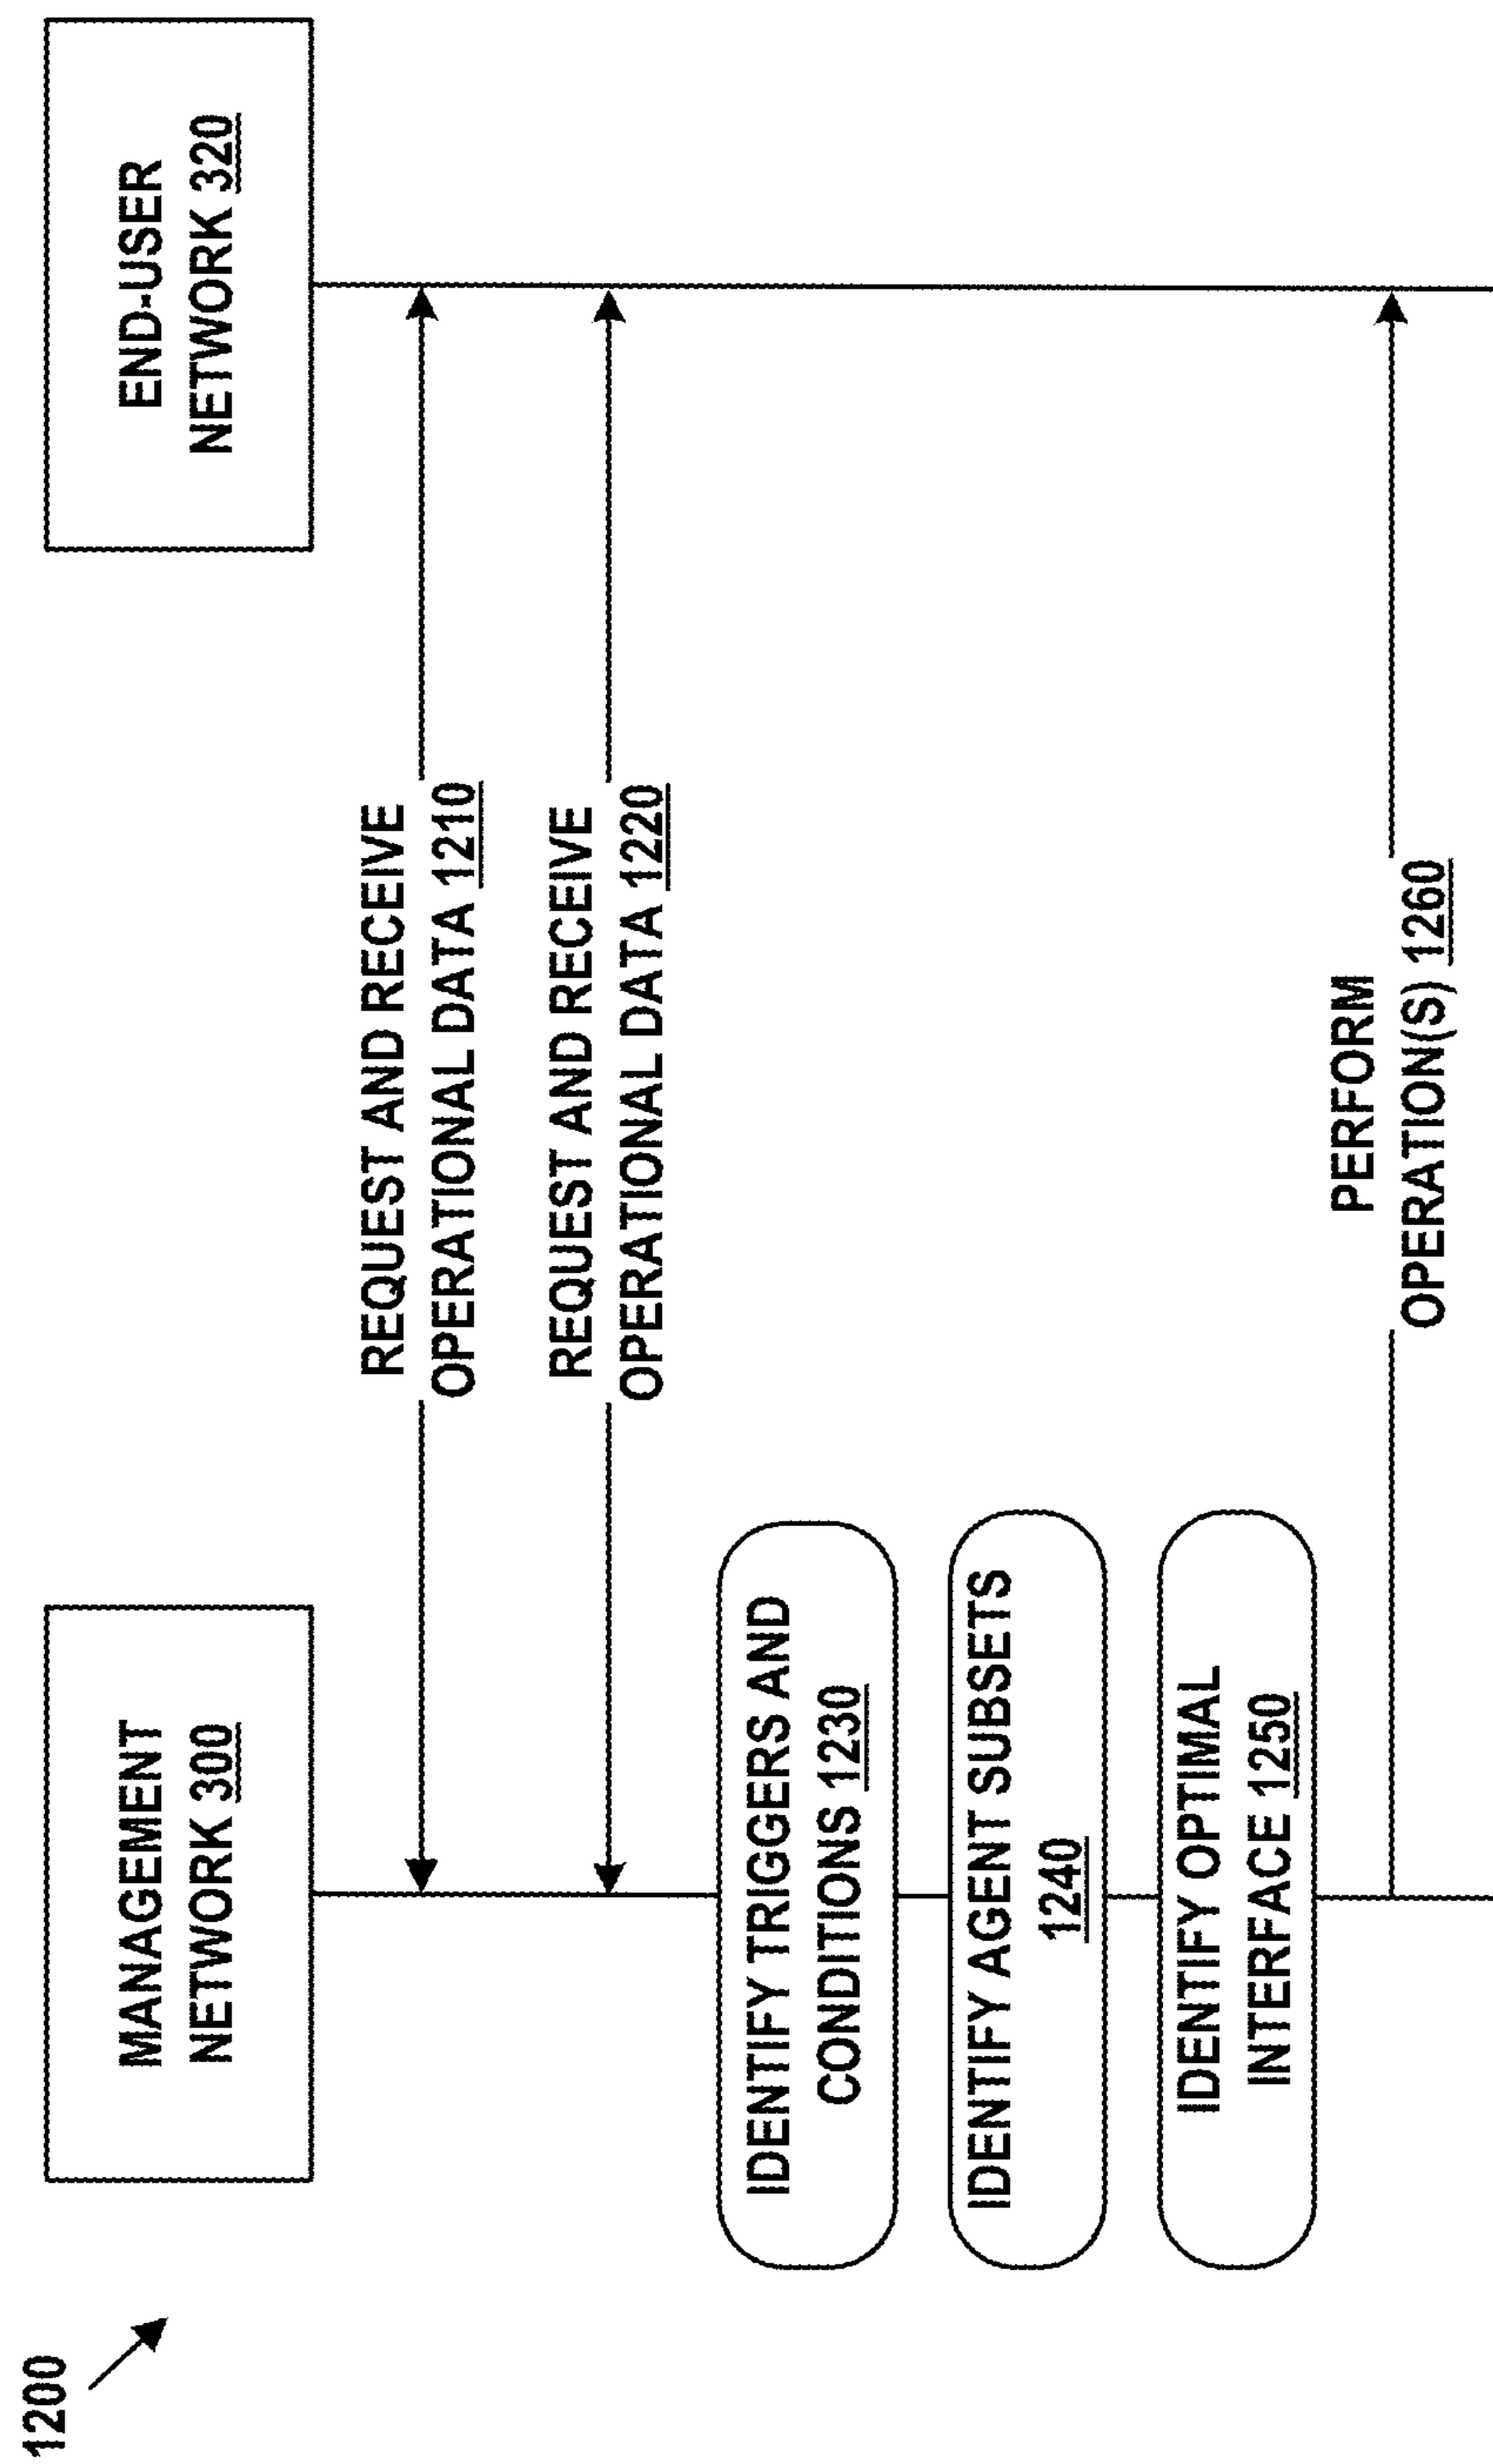 1200
MANAGEMENT
NETWORK 300
END-USER
NETWORK 320
REQUEST AND RECEIVE
OPERATIONAL DATA 1210
REQUEST AND RECEIVE
OPERATIONAL DATA 1220
IDENTIFY TRIGGERS AND
CONDITIONS 1230
IDENTIFY AGENT SUBSETS
1240
IDENTIFY OPTIMAL
INTERFACE 1250
PERFORM
OPERATION(S) 1260